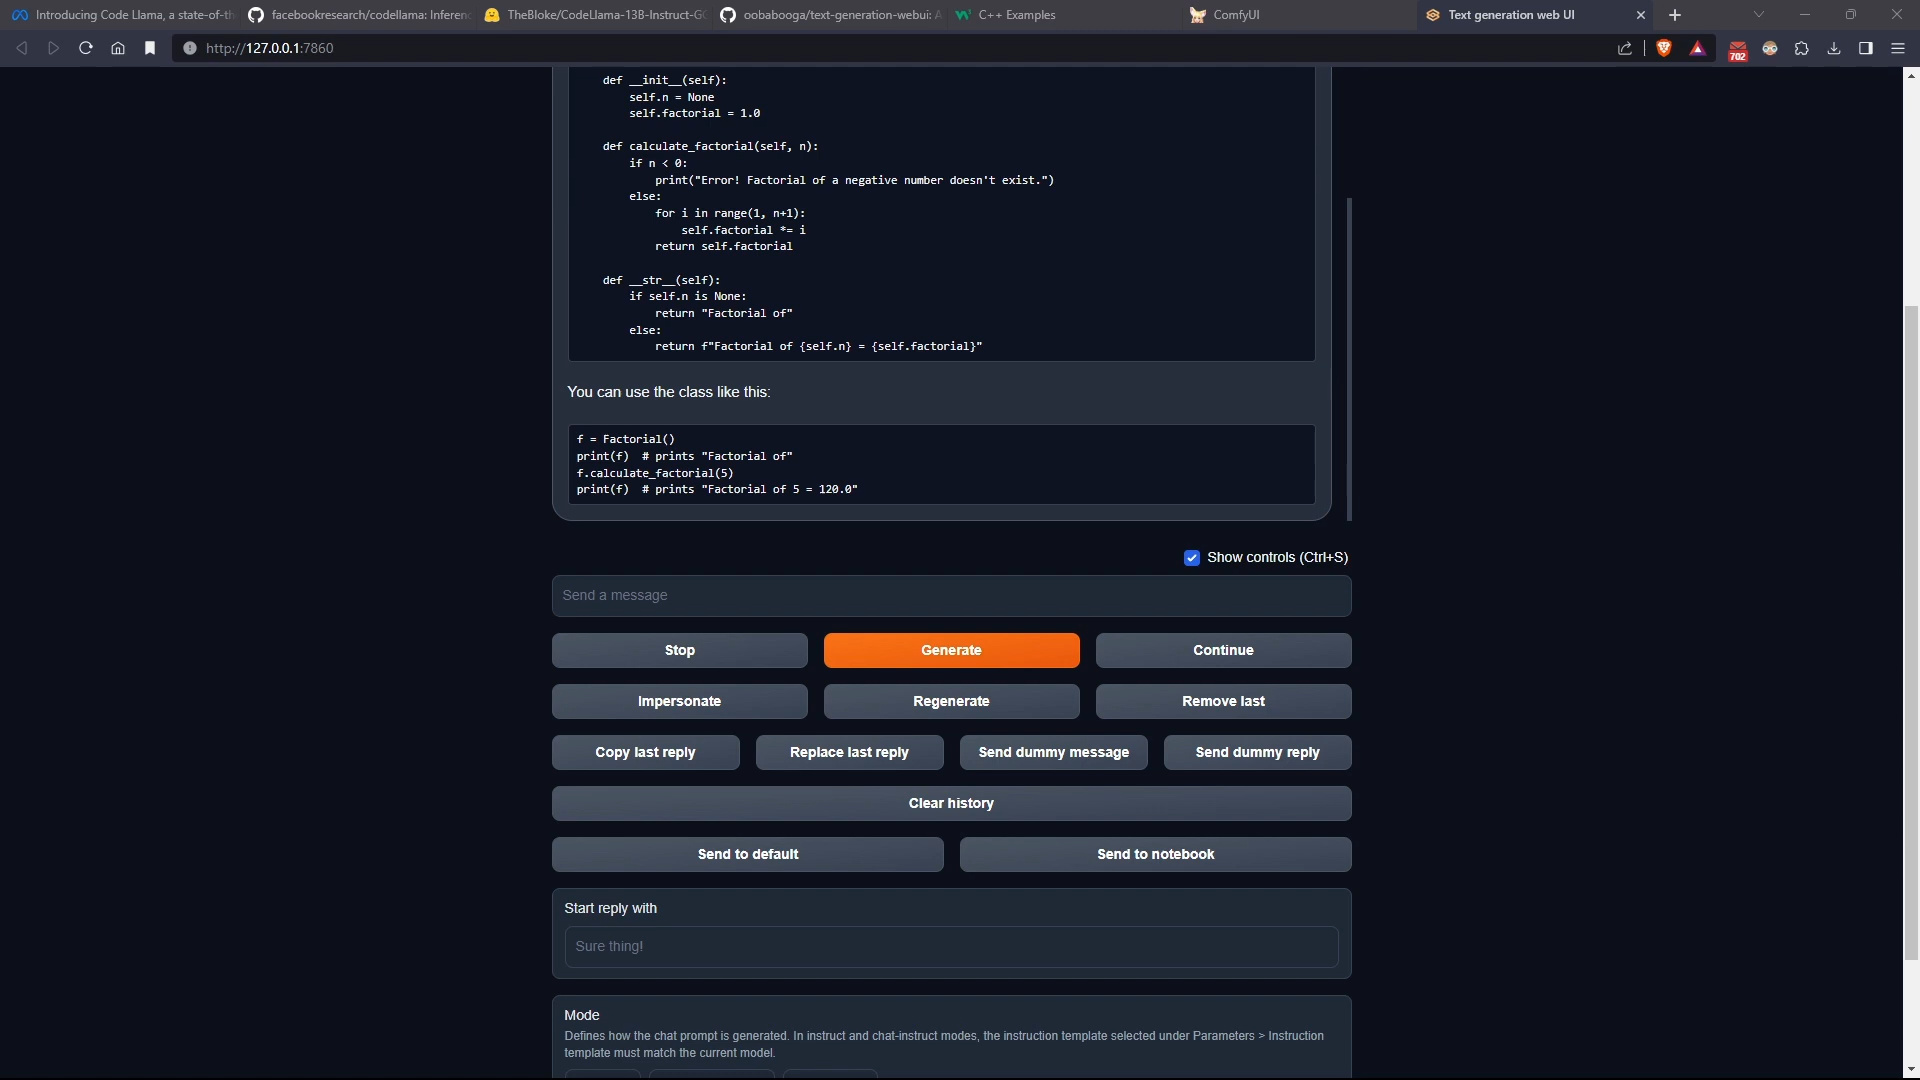 Introducing Code Llama, a state-of-th
facebookresearch/codellama: Inferen
TheBloke/CodeLlama-13B-Instruct-GG
oobabooga/text-generation-webui: A
C++ Examples
ComfyUI
Text generation web UI
http://127.0.0.1:7860
702
def __init__(self):
self.n = None
self.factorial = 1.0
def calculate_factorial(self, n):
if n < 0:
print("Error! Factorial of a negative number doesn't exist.")
else:
for i in range(1, n+1):
self.factorial *= i
return self.factorial
def __str__(self):
if self.n is None:
return "Factorial of"
else:
return f"Factorial of {self.n} = {self.factorial}"
You can use the class like this:
f = Factorial()
print(f)  # prints "Factorial of"
f.calculate_factorial(5)
print(f)  # prints "Factorial of 5 = 120.0"
Show controls (Ctrl+S)
Send a message
Stop
Generate
Continue
Impersonate
Regenerate
Remove last
Copy last reply
Replace last reply
Send dummy message
Send dummy reply
Clear history
Send to default
Send to notebook
Start reply with
Sure thing!
Mode
Defines how the chat prompt is generated. In instruct and chat-instruct modes, the instruction template selected under Parameters > Instruction
template must match the current model.